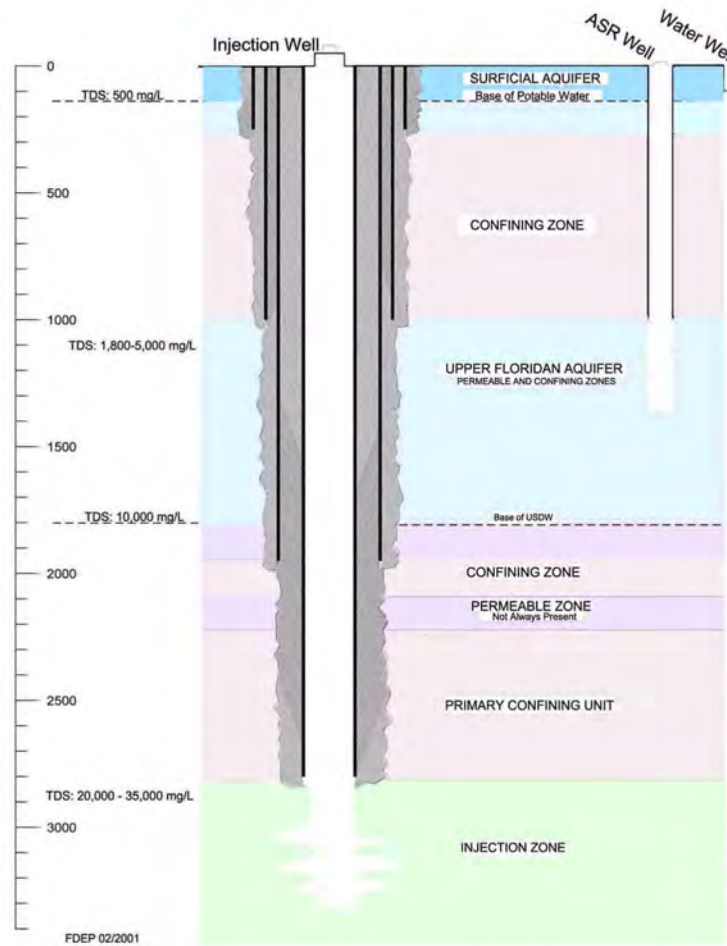 Injection Well
ASR Well
Water We
0
SURFICIAL AQUIFER
TDS: 500 mg/L
Base of Potable Water
500
CONFINING ZONE
1000
TDS: 1,800-5,000 mg/L
UPPER FLORIDAN AQUIFER
PERMEABLE AND CONFINING ZONES
1500
TDS: 10,000 mg/L
Base of USDW
2000
CONFINING ZONE
PERMEABLE ZONE
Not Always Present
2500
PRIMARY CONFINING UNIT
TDS: 20,000 - 35,000 mg/L
3000
INJECTION ZONE
FDEP 02/2001